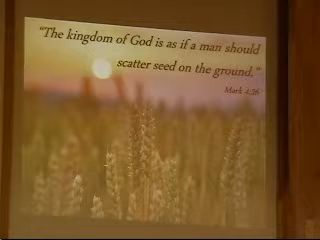 "The kingdom of God is as if a man should
scatter seed on the ground."
Mark 4:26